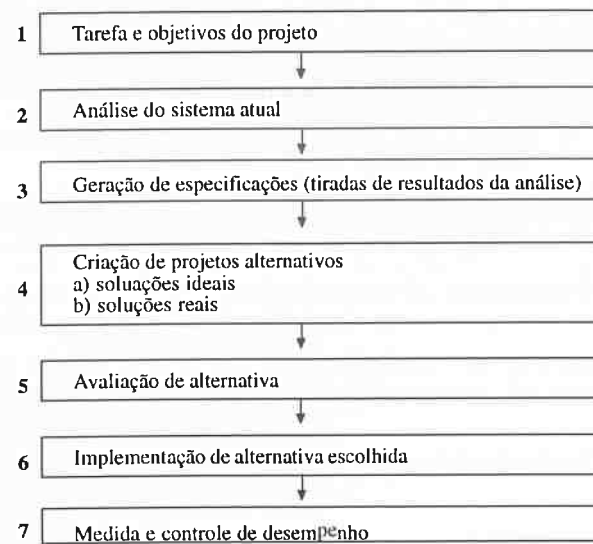 1 Tarefa e objetivos do projeto
2 Análise do sistema atual
3 Geração de especificações (tiradas de resultados da análise)
4 Criação de projetos alternativos
a) soluações ideais
b) soluções reais
5 Avaliação de alternativa
6 Implementação de alternativa escolhida
7 Medida e controle de desempenho